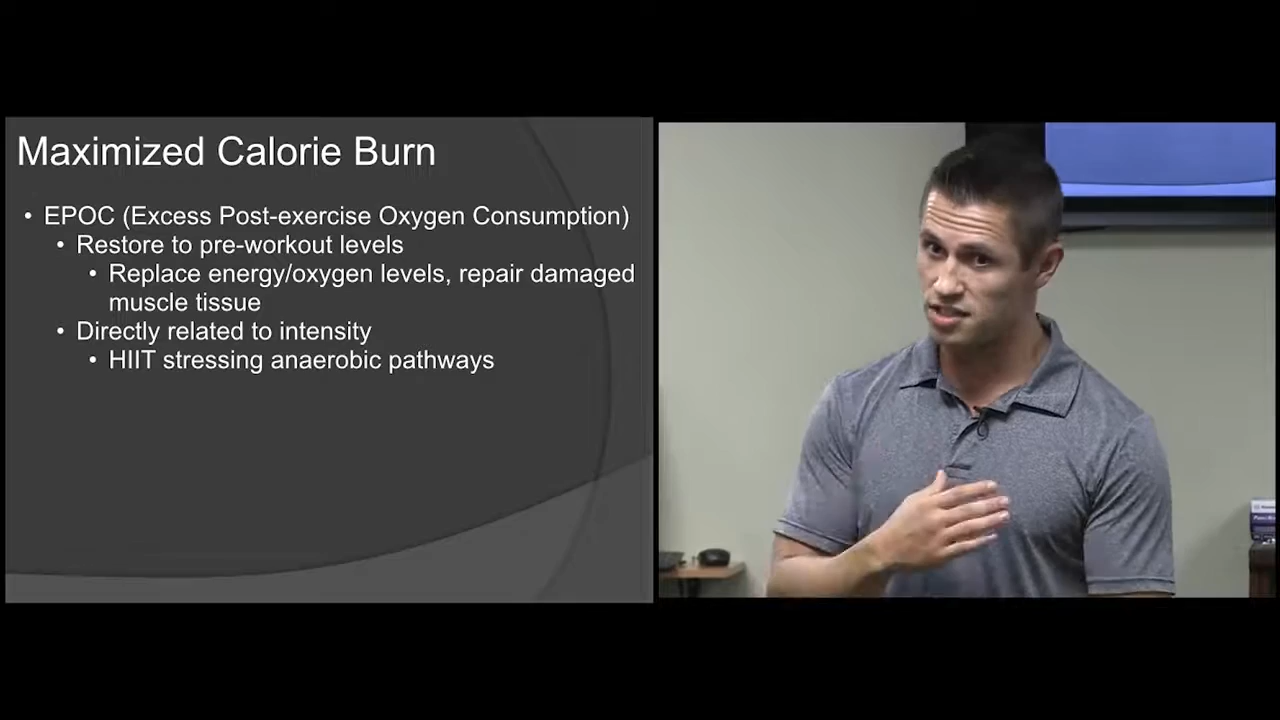 Maximized Calorie Burn
• EPOC (Excess Post-exercise Oxygen Consumption)
• Restore to pre-workout levels
• Replace energy/oxygen levels, repair damaged
muscle tissue
• Directly related to intensity
• HIIT stressing anaerobic pathways